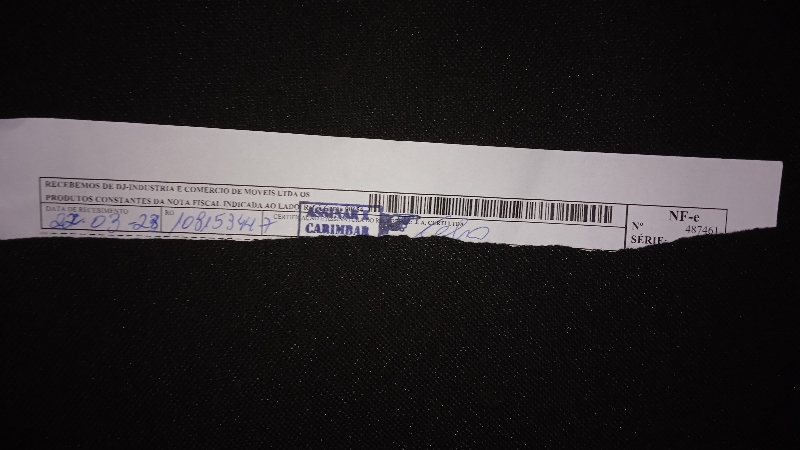 RECEBEMOS DE DJ-INDUSTRIA E COMERCIO DE MOVEIS LTDA OS
PRODUTOS CONSTANTES DA NOTA FISCAL INDICADA AO LADO
NF-e
DATA DE RECEBIMENTO
RG
ASSINAR E
Nº 487461
22-03-23
109153447
CARIMBAR
SÉRIE